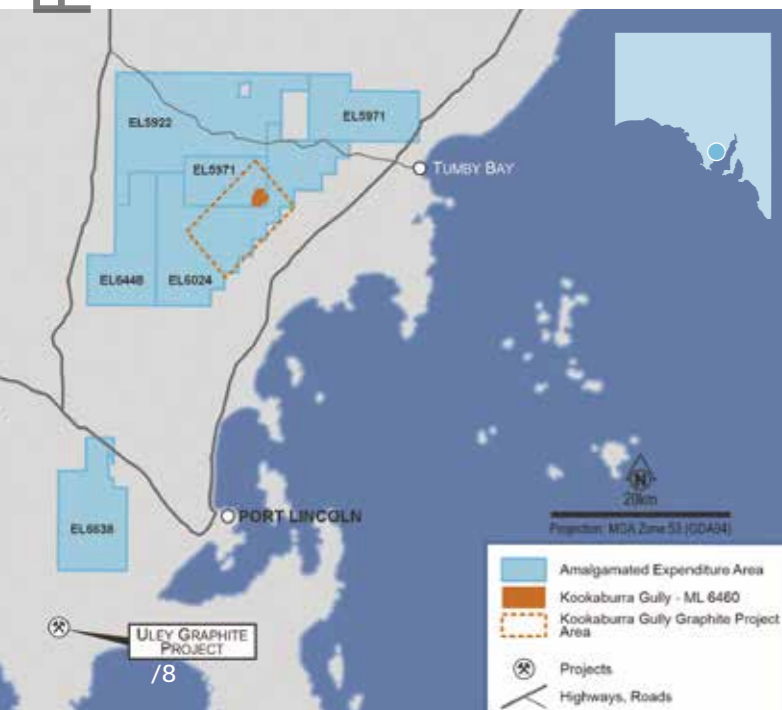 EL5922
EL5971
EL5971
TUMBY BAY
EL6448
EL6024
N
20km
Projection: MGA Zone 53 (GDA94)
PORT LINCOLN
EL6638
Amalgamated Expenditure Area
Kookaburra Gully - ML 6460
Kookaburra Gully Graphite Project
Area
ULEY GRAPHITE
PROJECT
/8
Projects
Highways, Roads